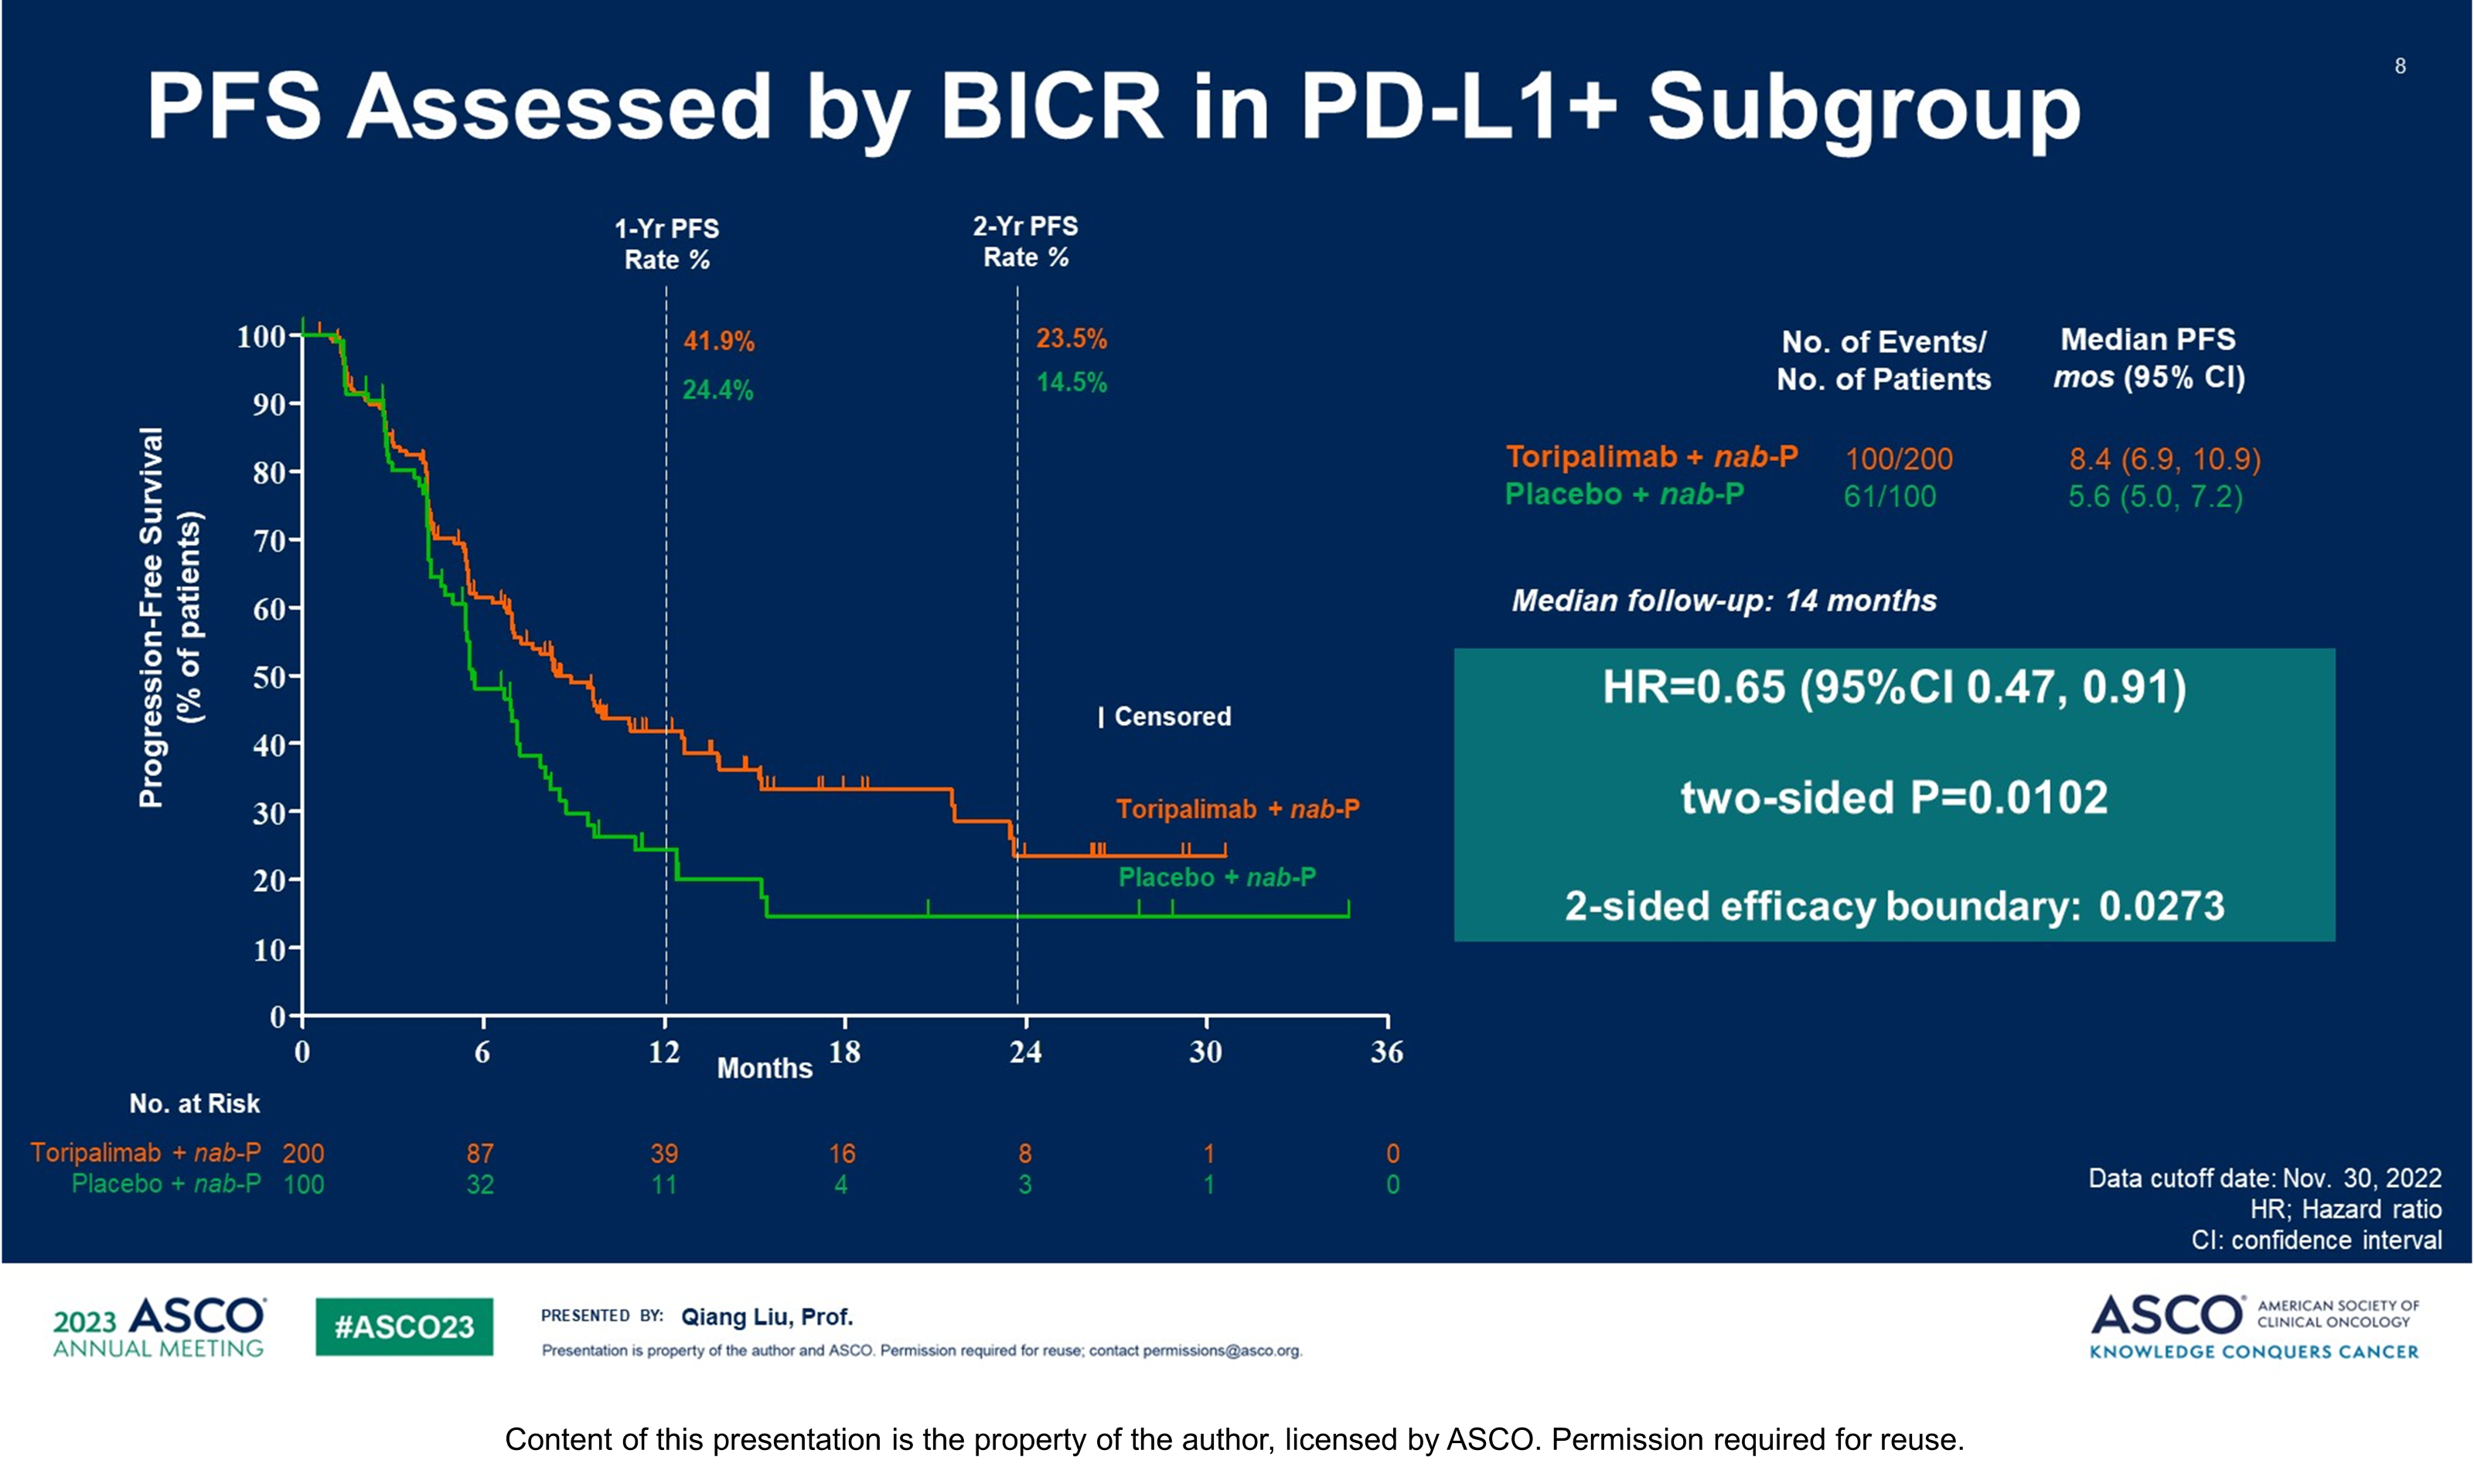 8
PFS Assessed by BICR in PD-L1+ Subgroup
1-Yr PFS
Rate %
2-Yr PFS
Rate %
41.9%
24.4%
23.5%
14.5%
Progression-Free Survival
(% of patients)
100
90
80
70
60
50
40
30
20
10
0
| Censored
Toripalimab + nab-P
Placebo + nab-P
0 6 12 18 24 30 36
Months
No. at Risk
Toripalimab + nab-P 200 87 39 16 8 1 0
Placebo + nab-P 100 32 11 4 3 1 0
No. of Events/
No. of Patients
Median PFS
mos (95% CI)
Toripalimab + nab-P 100/200 8.4 (6.9, 10.9)
Placebo + nab-P 61/100 5.6 (5.0, 7.2)
Median follow-up: 14 months
HR=0.65 (95%CI 0.47, 0.91)
two-sided P=0.0102
2-sided efficacy boundary: 0.0273
Data cutoff date: Nov. 30, 2022
HR; Hazard ratio
CI: confidence interval
2023 ASCO®
ANNUAL MEETING
#ASCO23
PRESENTED BY: Qiang Liu, Prof.
Presentation is property of the author and ASCO. Permission required for reuse; contact permissions@asco.org.
ASCO® AMERICAN SOCIETY OF
CLINICAL ONCOLOGY
KNOWLEDGE CONQUERS CANCER
Content of this presentation is the property of the author, licensed by ASCO. Permission required for reuse.